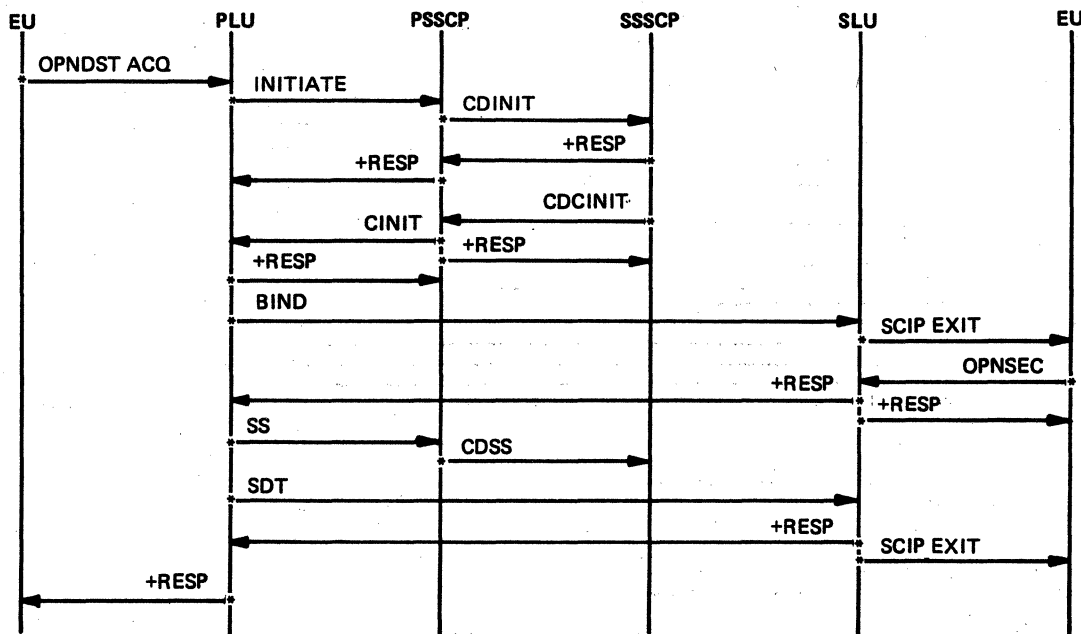 EU PLU PSSCP SSSCP SLU EU
OPNDST ACQ
INITIATE
CDINIT
+RESP
+RESP
CDCINIT
CINIT
+RESP
+RESP
BIND
SCIP EXIT
OPNSEC
+RESP
+RESP
SS
CDSS
SDT
+RESP
SCIP EXIT
+RESP